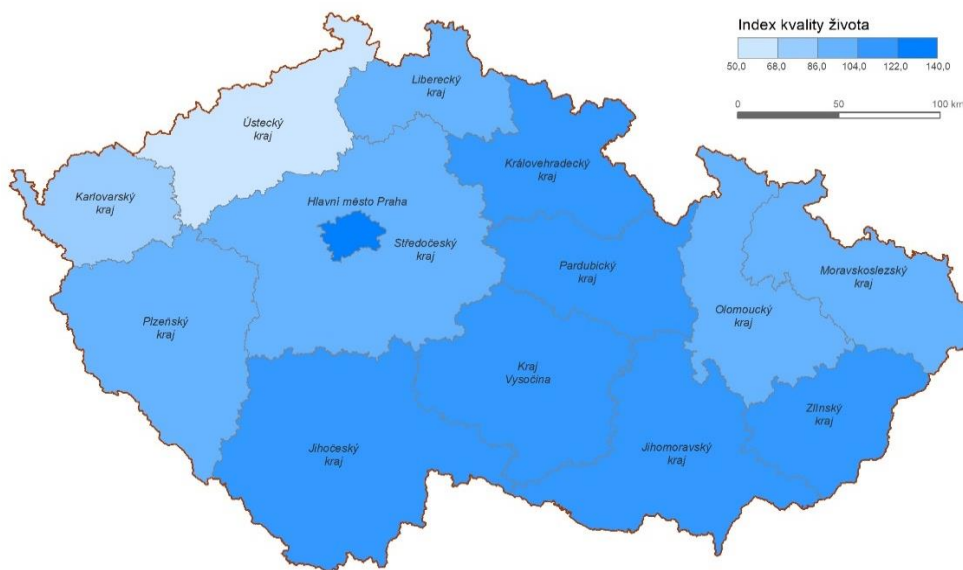 Index kvality života
50,0 68,0 86,0 104,0 122,0 140,0
0 50 100 km
Liberecký
kraj
Ústecký
kraj
Královehradecký
kraj
Karlovarský
kraj
Hlavní město Praha
Středočeský
kraj
Pardubický
kraj
Moravskoslezský
kraj
Olomoucký
kraj
Plzeňský
kraj
Kraj
Vysočina
Zlínský
kraj
Jihočeský
kraj
Jihomoravský
kraj